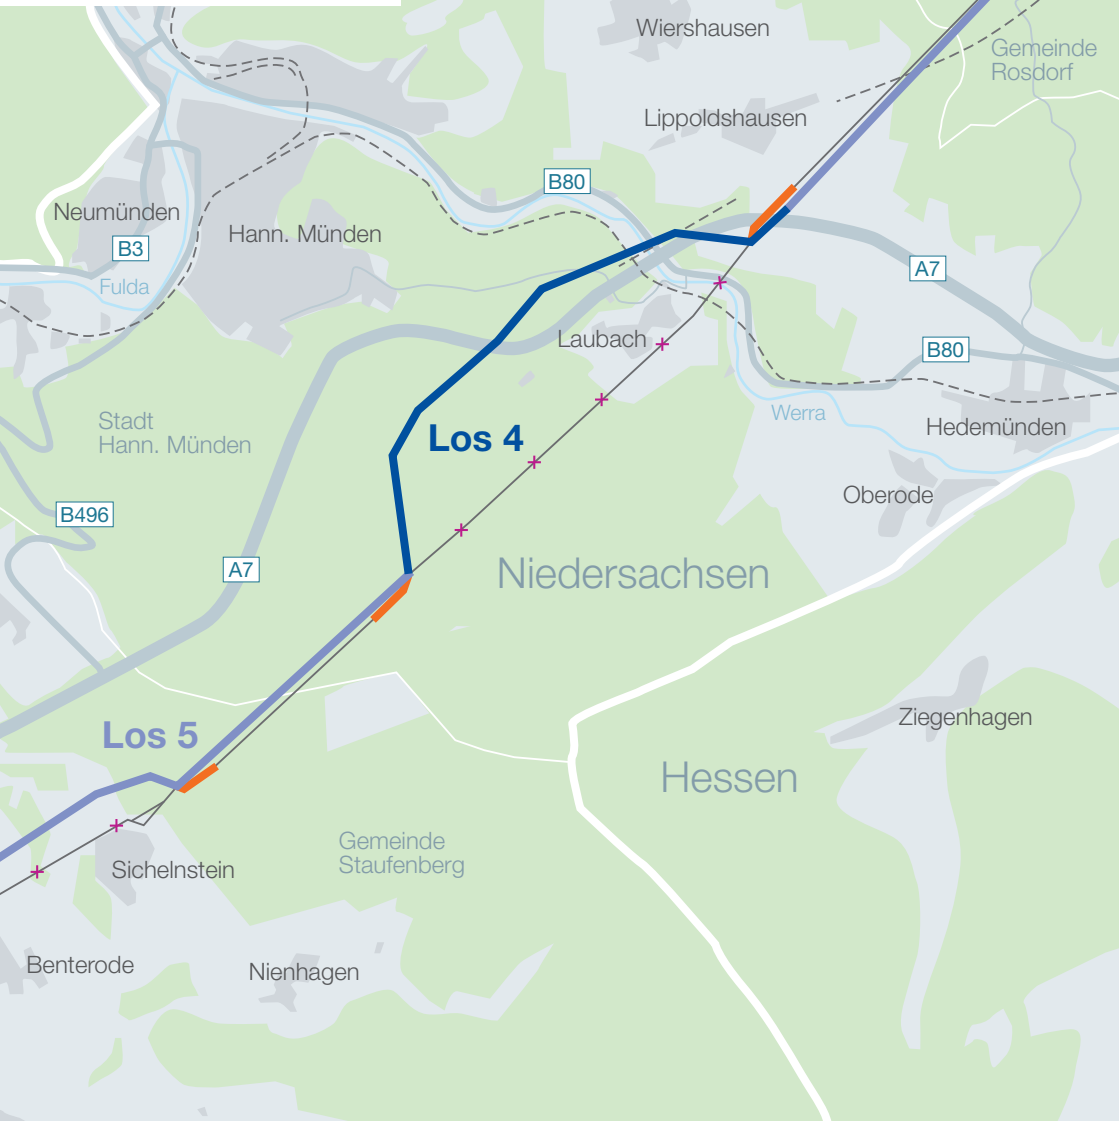 Wiershausen
Gemeinde
Rosdorf
Lippoldshausen
B80
Neumünden
Hann. Münden
B3
A7
Fulda
Laubach
B80
Werra
Stadt
Hann. Münden
Los 4
Hedemünden
Oberode
B496
A7
Niedersachsen
Ziegenhagen
Los 5
Hessen
Gemeinde
Staufenberg
Sichelnstein
Benterode
Nienhagen